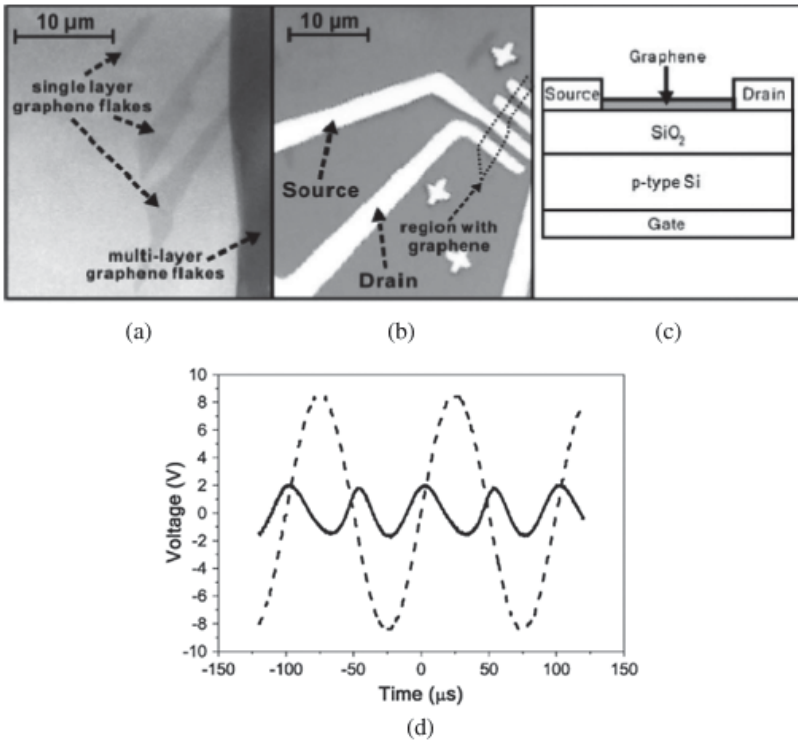 10 µm
single layer
graphene flakes
multi-layer
graphene flakes
10 µm
Source
region with
graphene
Drain
Graphene
Source
Drain
SiO₂
p-type Si
Gate
(a)
(b)
(c)
10
8
6
4
2
0
-2
-4
-6
-8
-10
Voltage (V)
-150
-100
-50
0
50
100
150
Time (µs)
(d)